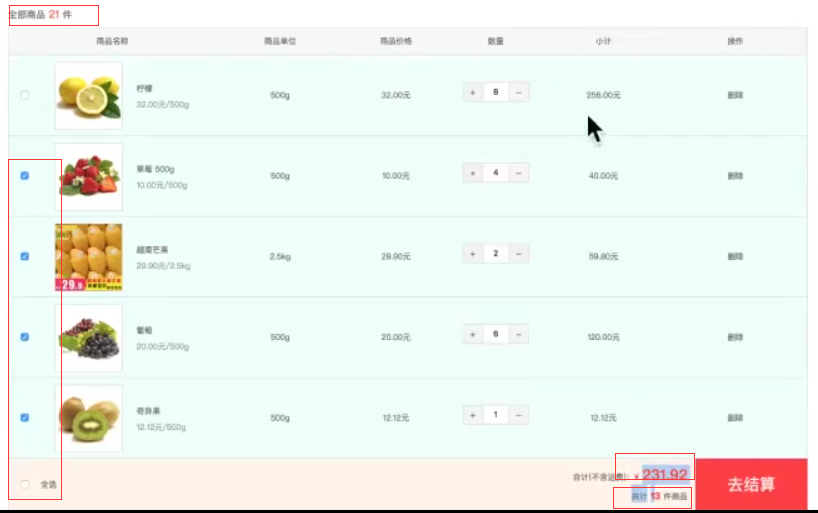 全部商品 21 件
商品名称 商品单位 商品价格 数量 小计 操作
柠檬
32.00元/500g
500g 32.00元 + 8 − 256.00元 删除
草莓 500g
10.00元/500g
500g 10.00元 + 4 − 40.00元 删除
越南芒果
29.90元/2.5kg
2.5kg 29.90元 + 2 − 59.80元 删除
29.9
葡萄
20.00元/500g
500g 20.00元 + 6 − 120.00元 删除
奇异果
12.12元/500g
500g 12.12元 + 1 − 12.12元 删除
全选
合计(不含运费): ¥ 231.92
共计 13 件商品
去结算